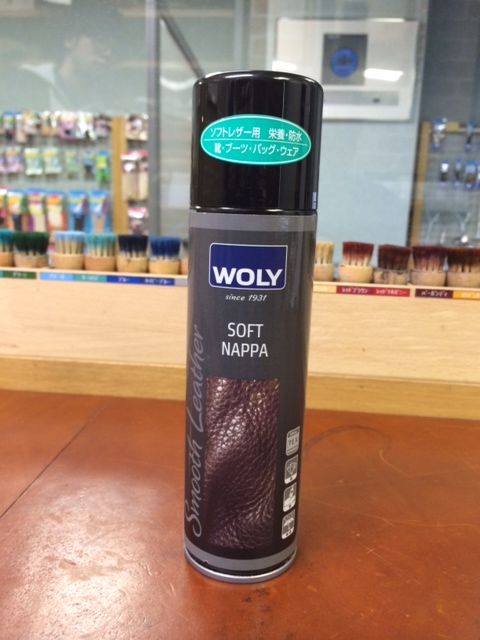 ソフトレザー用 栄養・防水
靴・ブーツ・バッグ・ウェア
WOLY
since 1931
SOFT
NAPPA
Smooth Leather